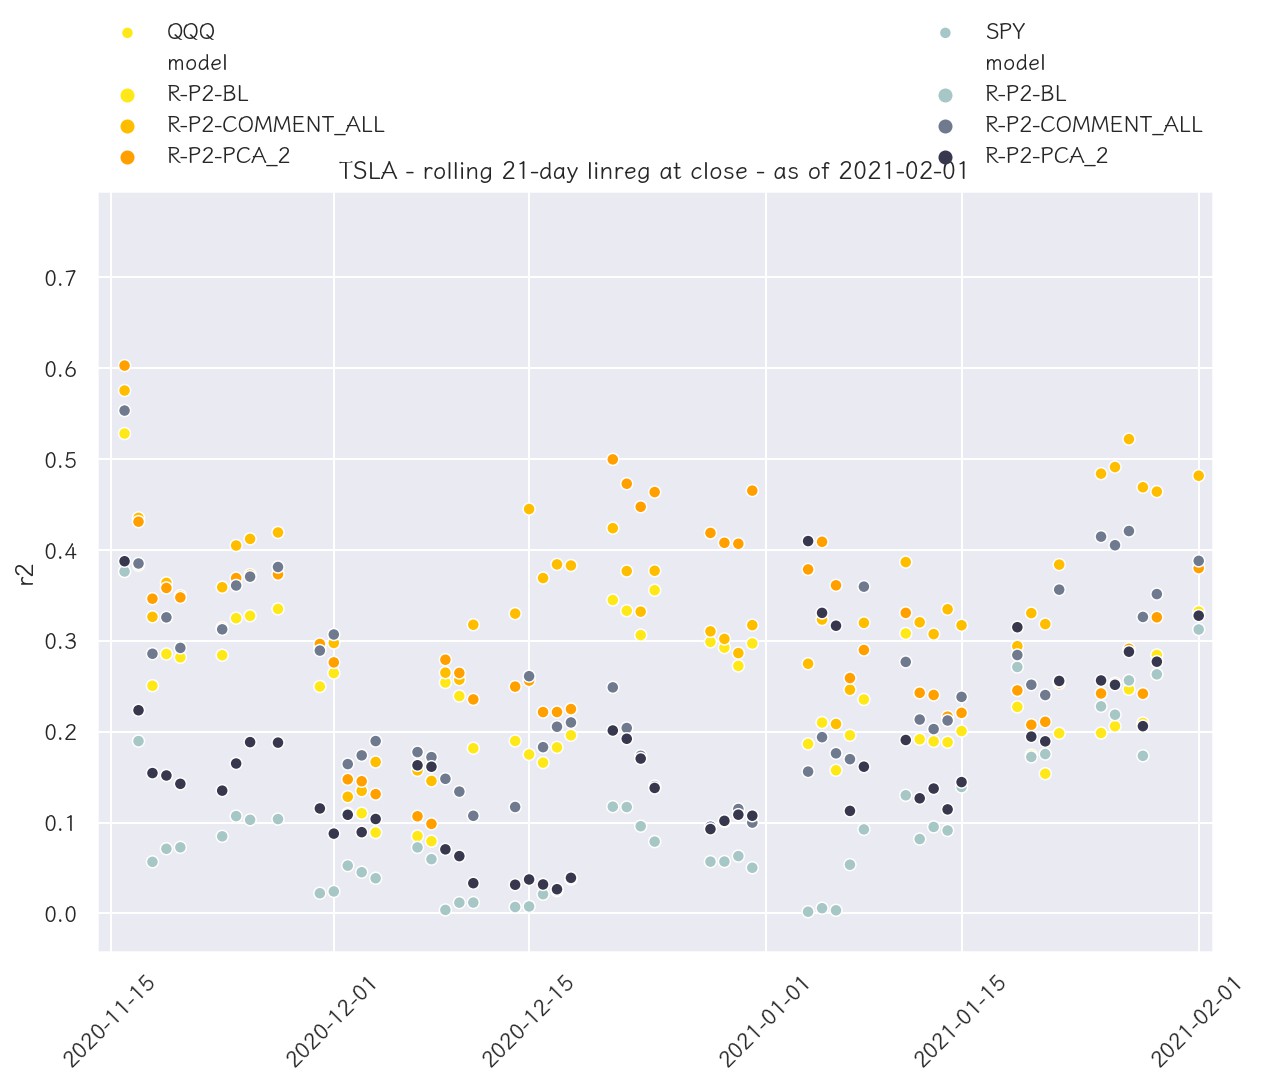 QQQ
model
R-P2-BL
R-P2-COMMENT_ALL
R-P2-PCA_2
SPY
model
R-P2-BL
R-P2-COMMENT_ALL
R-P2-PCA_2
TSLA - rolling 21-day linreg at close - as of 2021-02-01
0.7
0.6
0.5
0.4
0.3
0.2
0.1
0.0
r2
2020-11-15
2020-12-01
2020-12-15
2021-01-01
2021-01-15
2021-02-01